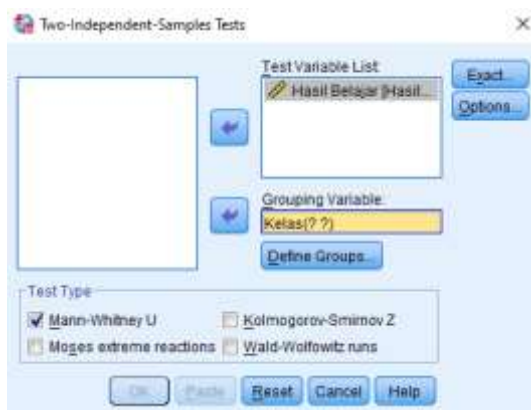 Two-Independent-Samples Tests
Test Variable List:
Hasil Belajar [Hasil...
Exact...
Options...
Grouping Variable:
Kelas(? ?)
Define Groups...
Test Type
Mann-Whitney U
Kolmogorov-Smirnov Z
Moses extreme reactions
Wald-Wolfowitz runs
OK
Paste
Reset
Cancel
Help